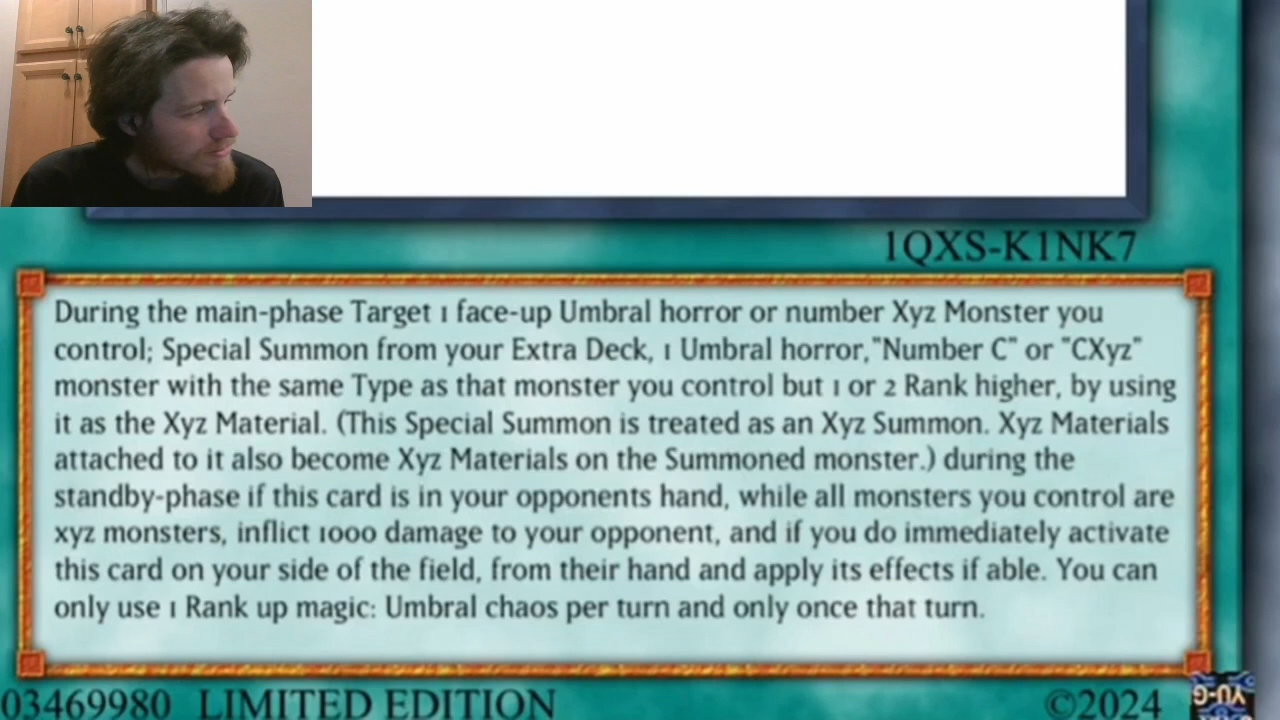 1QXS-K1NK7
During the main-phase Target 1 face-up Umbral horror or number Xyz Monster you
control; Special Summon from your Extra Deck, 1 Umbral horror,"Number C" or "CXyz"
monster with the same Type as that monster you control but 1 or 2 Rank higher, by using
it as the Xyz Material. (This Special Summon is treated as an Xyz Summon. Xyz Materials
attached to it also become Xyz Materials on the Summoned monster.) during the
standby-phase if this card is in your opponents hand, while all monsters you control are
xyz monsters, inflict 1000 damage to your opponent, and if you do immediately activate
this card on your side of the field, from their hand and apply its effects if able. You can
only use 1 Rank up magic: Umbral chaos per turn and only once that turn.
03469980 LIMITED EDITION
©2024